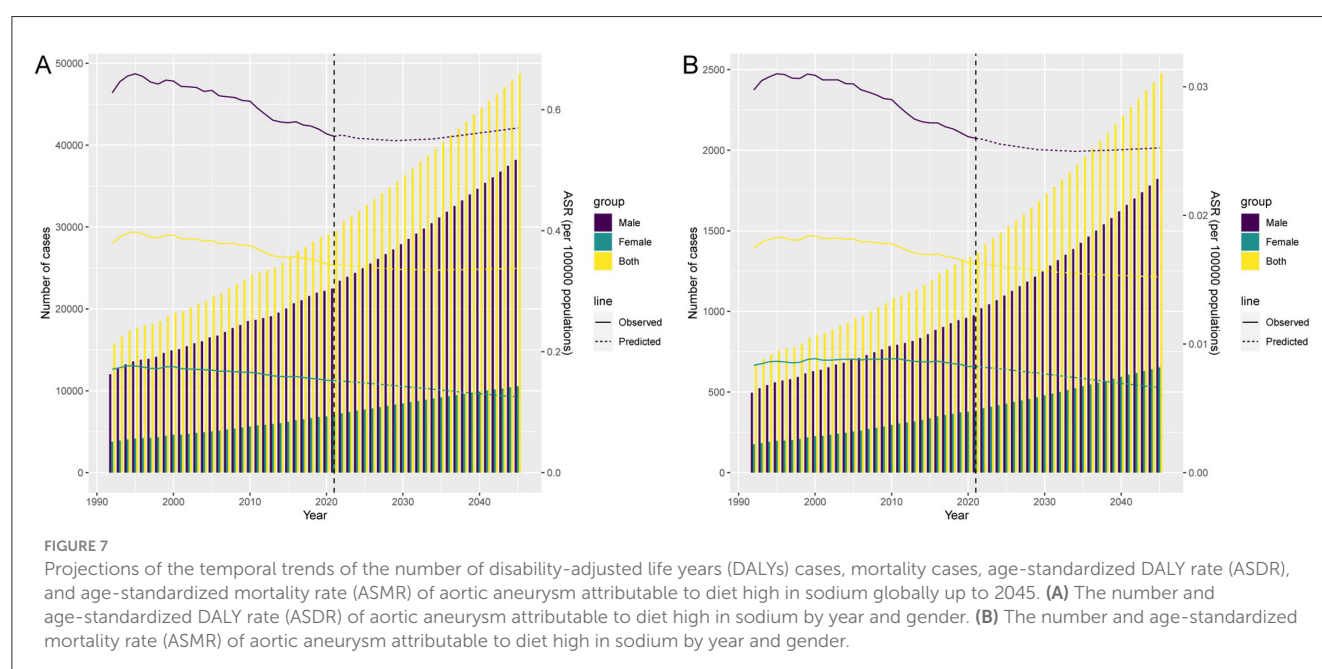 A
50000
40000
30000
20000
10000
0
Number of cases
0.6
0.4
0.2
0.0
ASR (per 100000 populations)
1990
2000
2010
2020
2030
2040
Year
group
Male
Female
Both
line
Observed
Predicted
B
2500
2000
1500
1000
500
0
Number of cases
0.03
0.02
0.01
0.00
ASR (per 100000 populations)
1990
2000
2010
2020
2030
2040
Year
group
Male
Female
Both
line
Observed
Predicted
FIGURE 7
Projections of the temporal trends of the number of disability-adjusted life years (DALYs) cases, mortality cases, age-standardized DALY rate (ASDR),
and age-standardized mortality rate (ASMR) of aortic aneurysm attributable to diet high in sodium globally up to 2045. (A) The number and
age-standardized DALY rate (ASDR) of aortic aneurysm attributable to diet high in sodium by year and gender. (B) The number and age-standardized
mortality rate (ASMR) of aortic aneurysm attributable to diet high in sodium by year and gender.